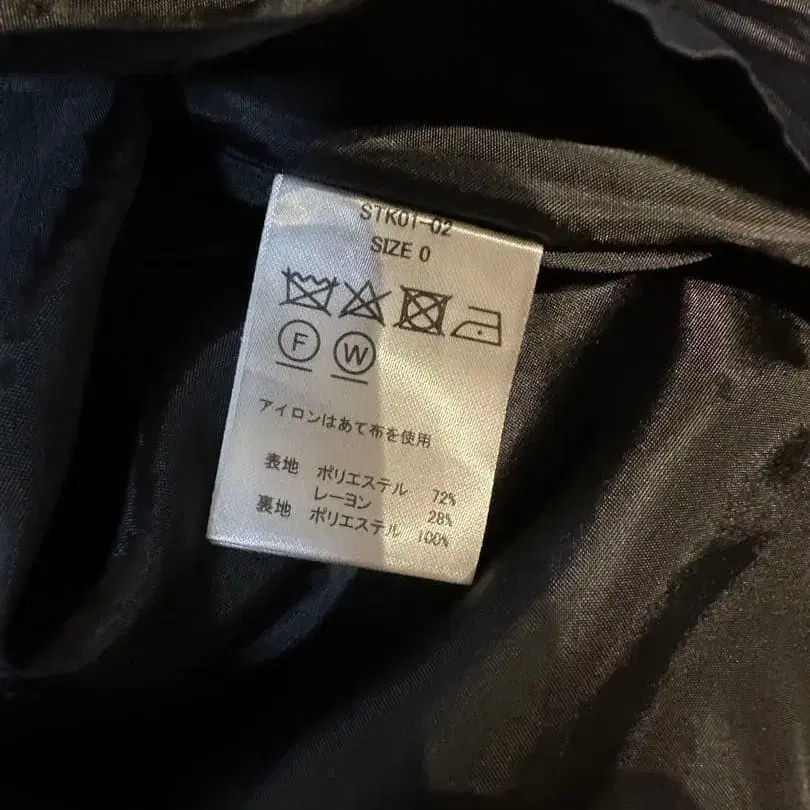 STK01-02
SIZE 0
F W
アイロンはあて布を使用
表地 ポリエステル 72%
レーヨン 28%
裏地 ポリエステル 100%